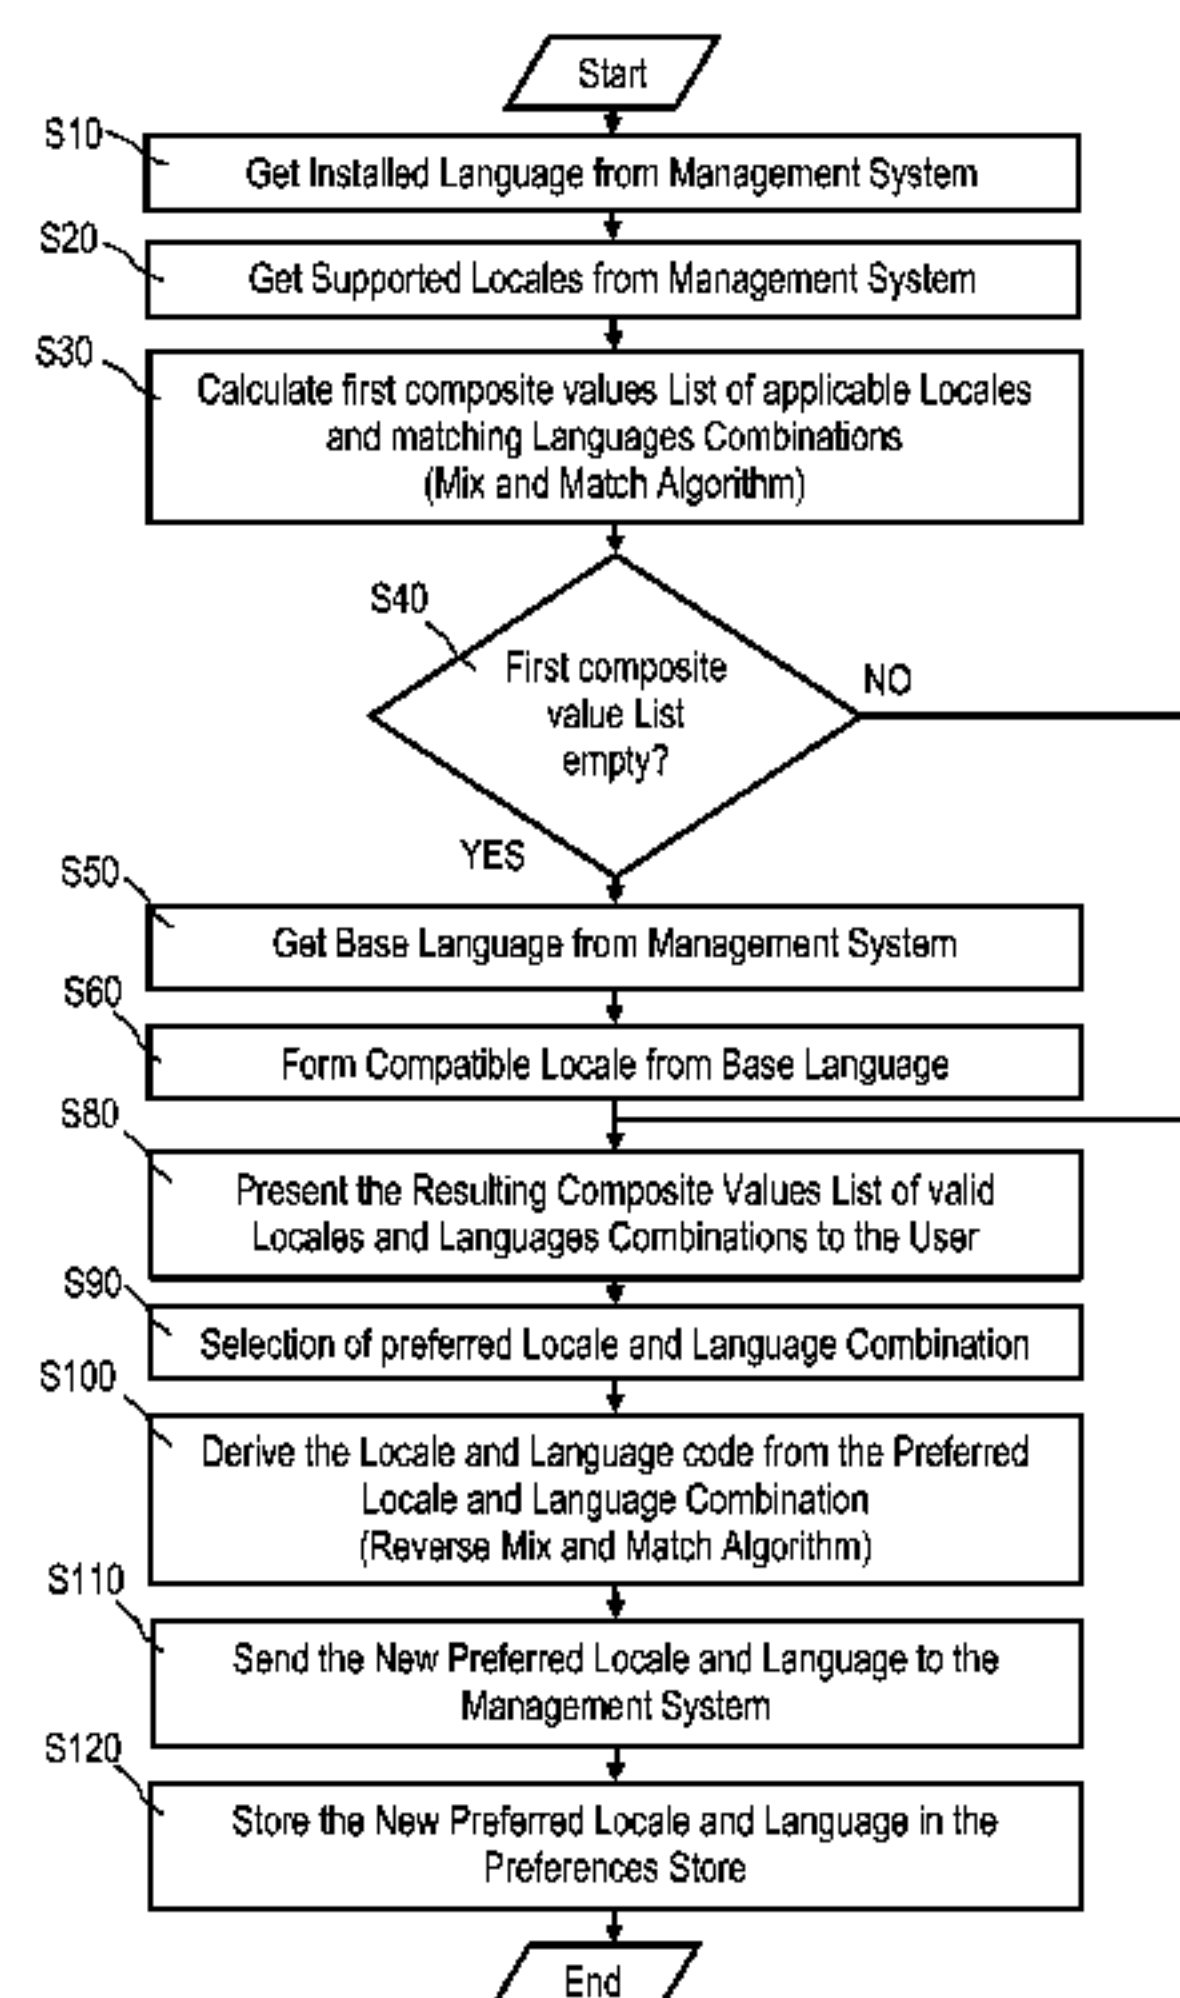 Start
S10
Get Installed Language from Management System
S20
Get Supported Locales from Management System
S30
Calculate first composite values List of applicable Locales
and matching Languages Combinations
(Mix and Match Algorithm)
S40
First composite
value List
empty?
NO
YES
S50
Get Base Language from Management System
S60
Form Compatible Locale from Base Language
S80
Present the Resulting Composite Values List of valid
Locales and Languages Combinations to the User
S90
Selection of preferred Locale and Language Combination
S100
Derive the Locale and Language code from the Preferred
Locale and Language Combination
(Reverse Mix and Match Algorithm)
S110
Send the New Preferred Locale and Language to the
Management System
S120
Store the New Preferred Locale and Language in the
Preferences Store
End